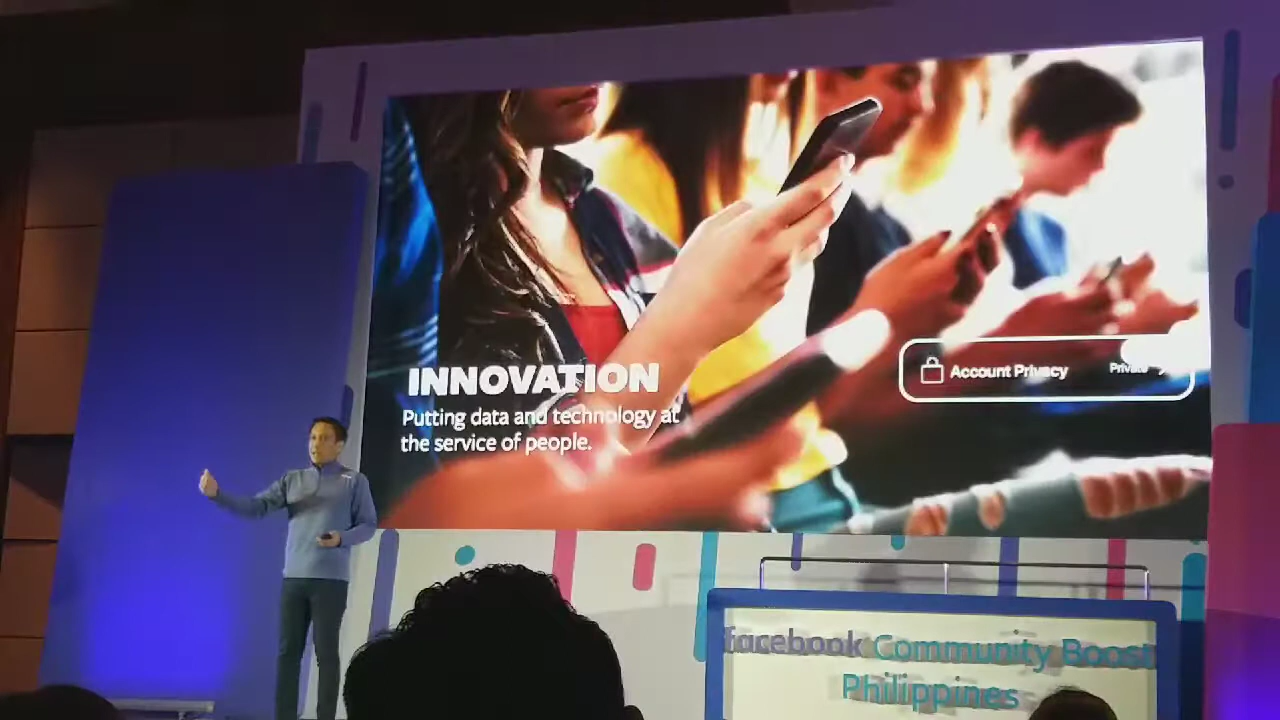 INNOVATION
Putting data and technology at
the service of people.
Account Privacy Private
facebook Community Boost
Philippines